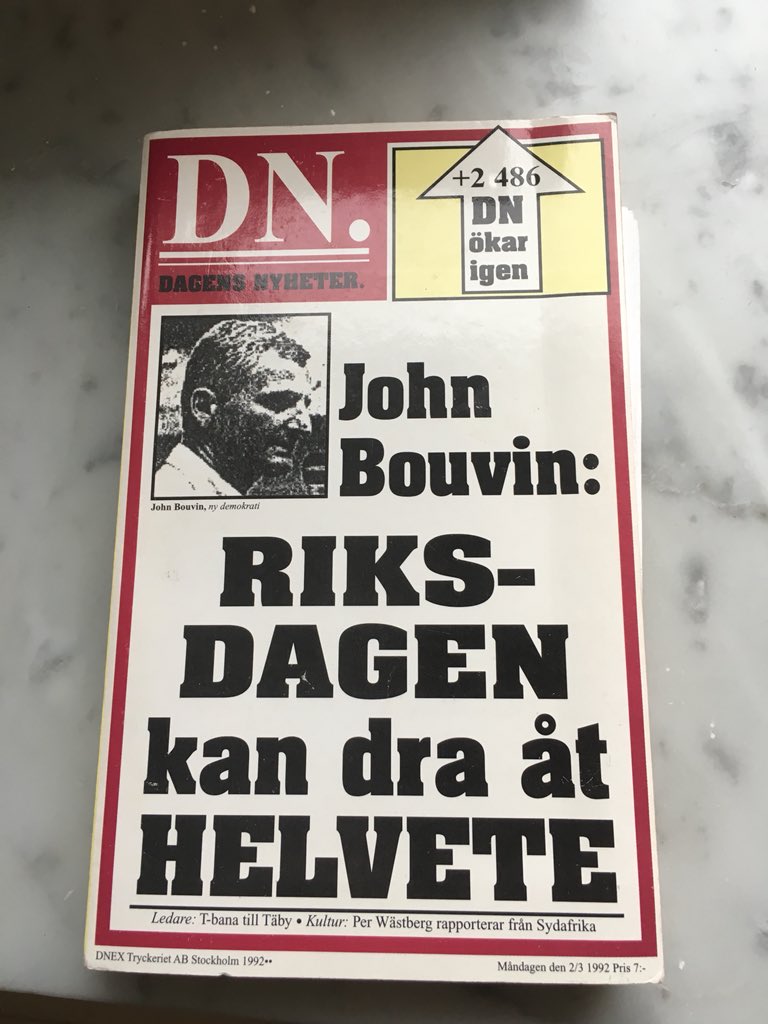 DN.
DAGENS NYHETER.
+2 486
DN
ökar
igen
John
Bouvin:
John Bouvin, ny demokrati
RIKS-
DAGEN
kan dra åt
HELVETE
Ledare: T-bana till Täby • Kultur: Per Wästberg rapporterar från Sydafrika
DNEX Tryckeriet AB Stockholm 1992••
Måndagen den 2/3 1992 Pris 7:-